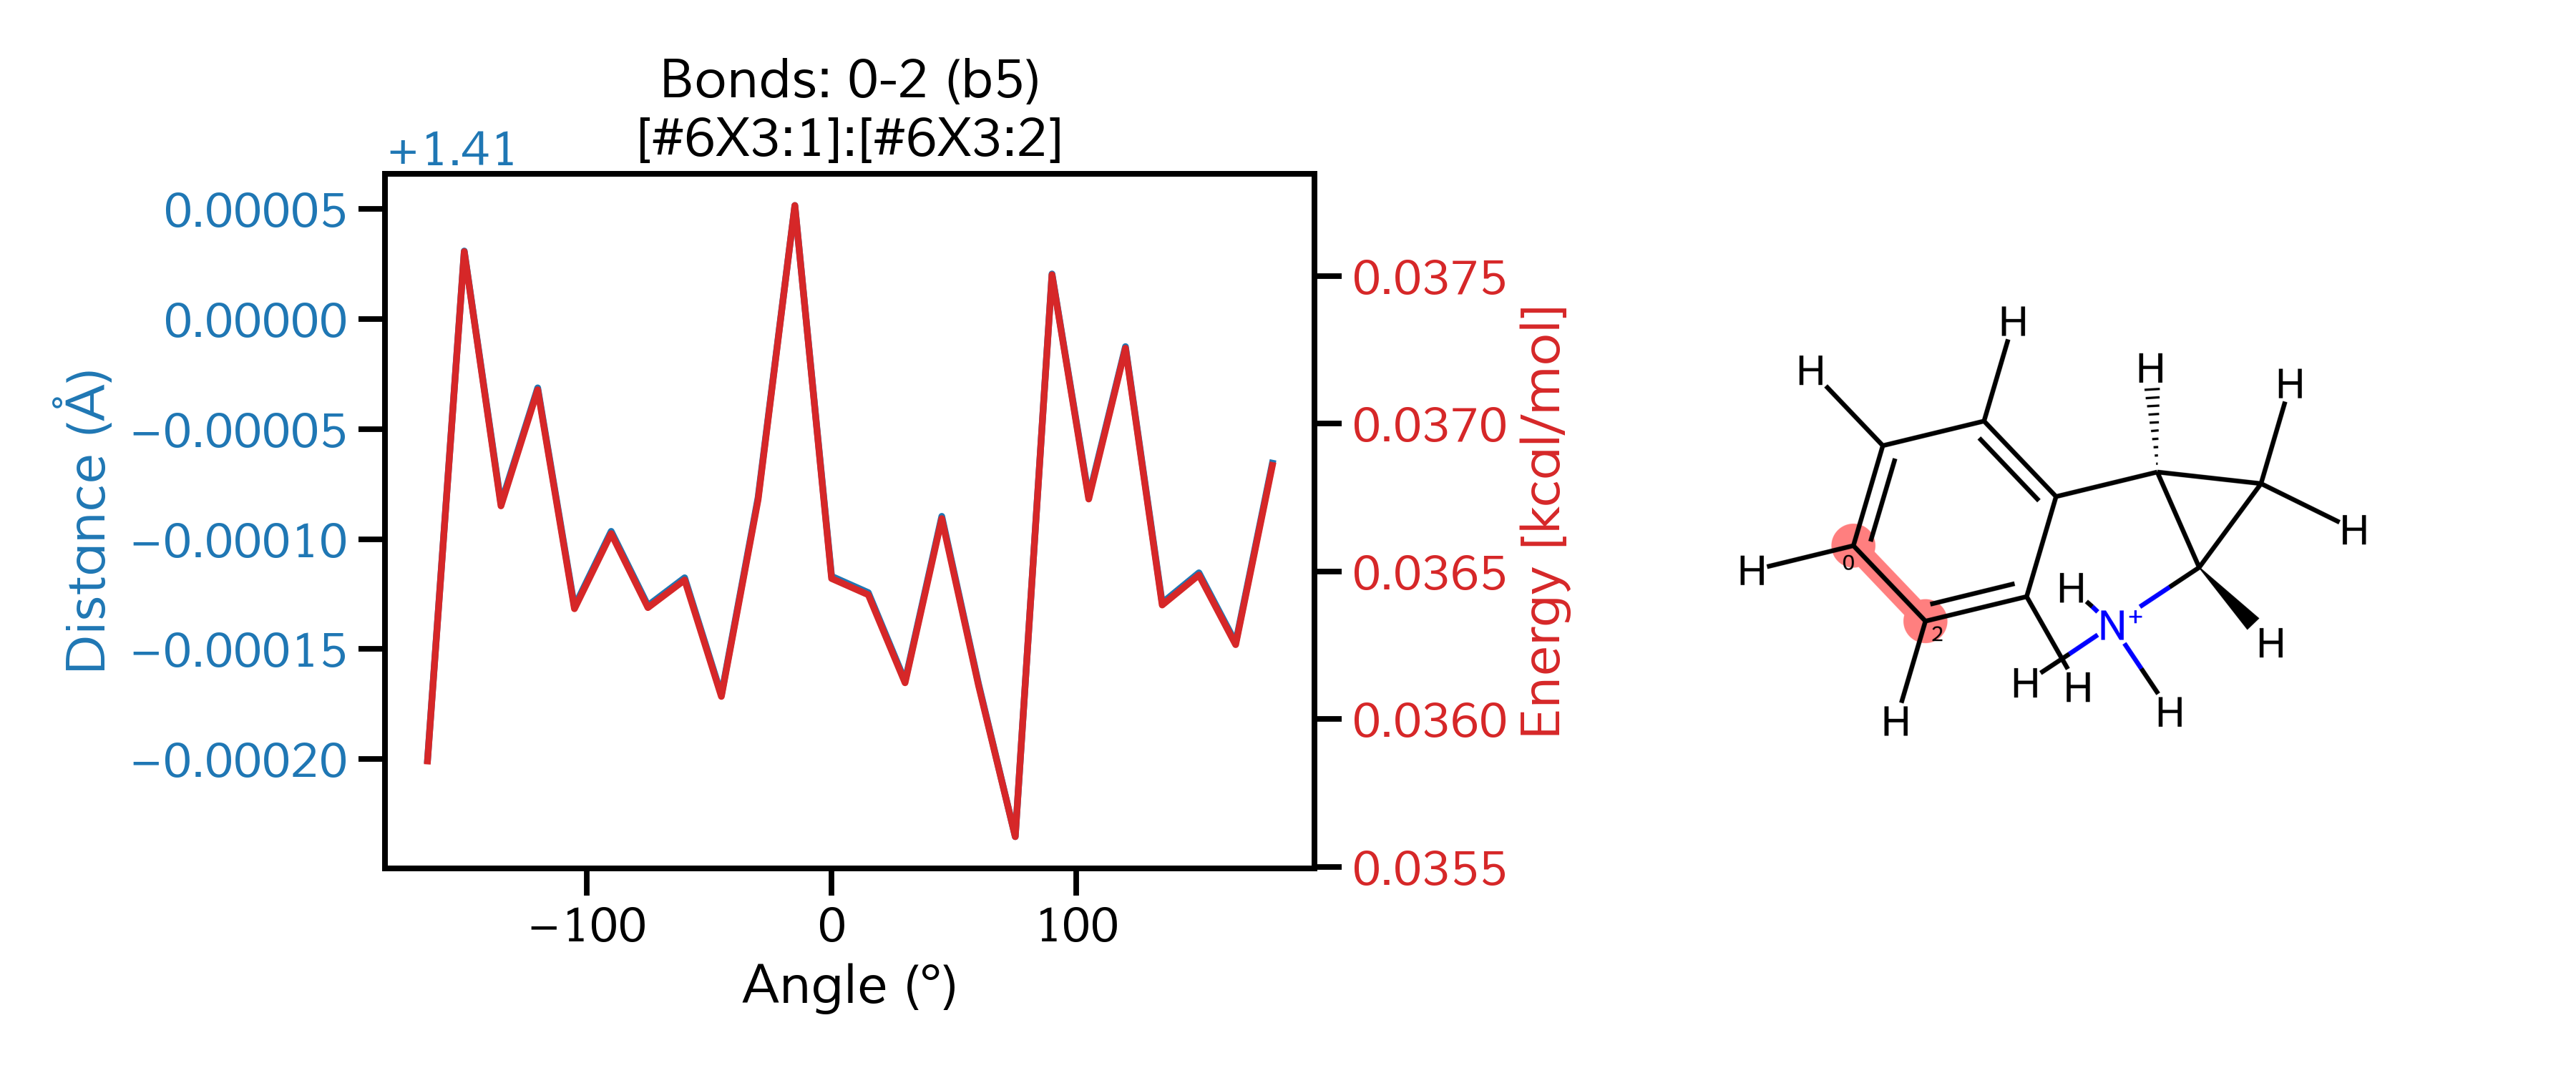 Bonds: 0-2 (b5)
[#6X3:1]:[#6X3:2]
+1.41
0.00005
0.00000
−0.00005
−0.00010
−0.00015
−0.00020
Distance (Å)
0.0375
0.0370
0.0365
0.0360
0.0355
Energy [kcal/mol]
−100 0 100
Angle (°)
H
H
H
H
H
H
0
H
2
N+
H
H
H
H
H
H